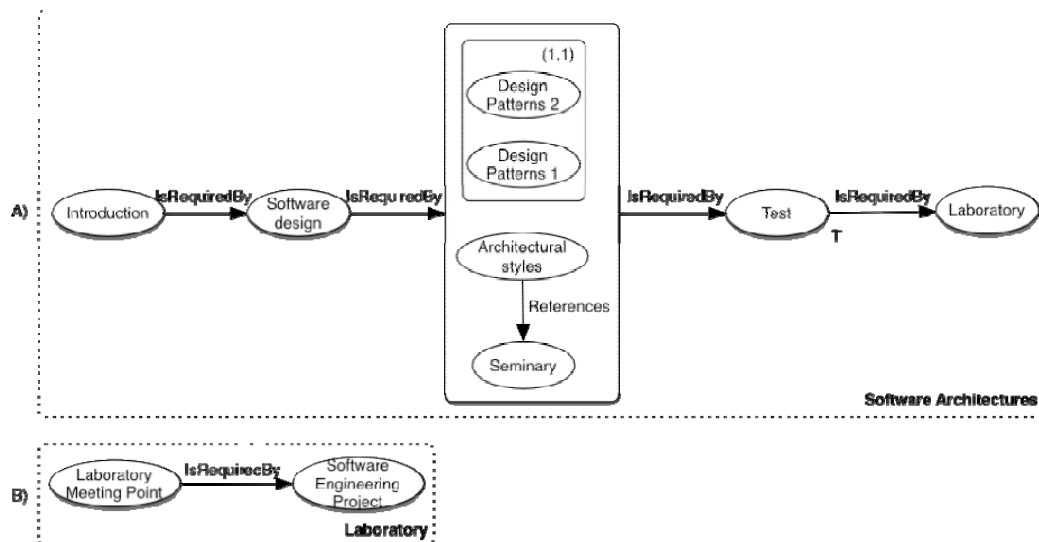 (1,1)
Design
Patterns 2
Design
Patterns 1
A)
Introduction
IsRequiredBy
Software
design
IsRequiredBy
Architectural
styles
References
Seminary
IsRequiredBy
Test
IsRequiredBy
T
Laboratory
Software Architectures
B)
Laboratory
Meeting Point
IsRequiredBy
Software
Engineering
Project
Laboratory